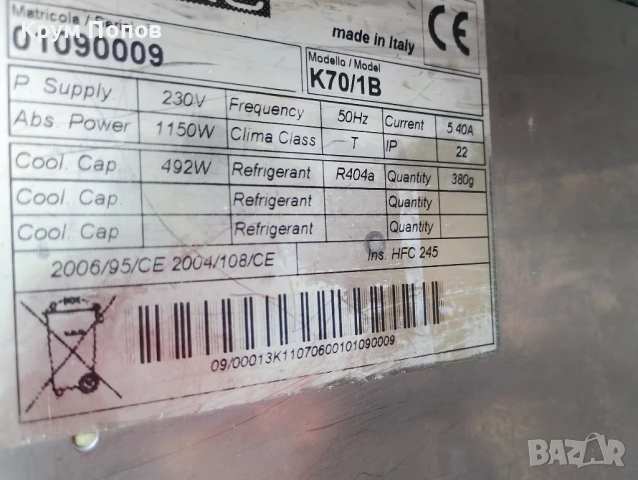 Крум Попов
Matricola / Serial
01090009
made in Italy
CE
Modello / Model
K70/1B
P. Supply 230V Frequency 50Hz Current 5.40A
Abs. Power 1150W Clima Class T IP 22
Cool. Cap. 492W Refrigerant R404a Quantity 380g
Cool. Cap. Refrigerant Quantity
Cool. Cap. Refrigerant Quantity
2006/95/CE 2004/108/CE Ins. HFC 245
09/00013K11070600101090009
BAZAR